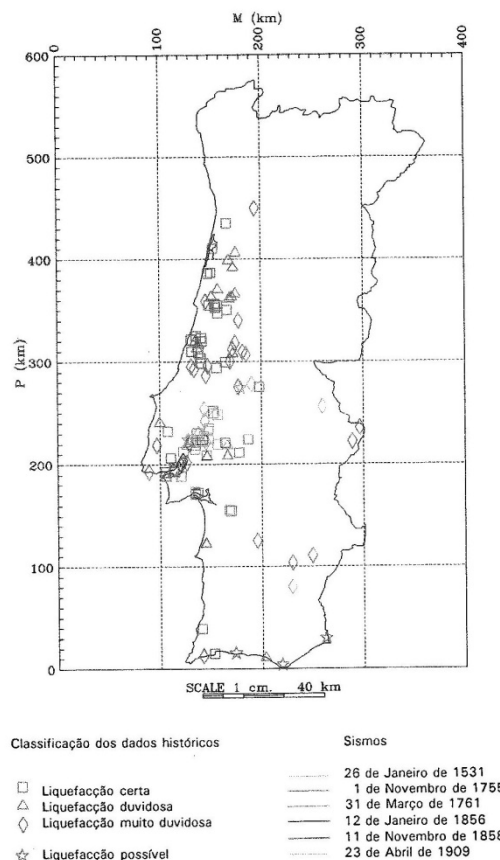 M (km)
0 100 200 300 400
600
500
400
P (km)
300
200
100
0
SCALE 1 cm. 40 km
Classificação dos dados históricos
Sismos
Liquefacção certa
Liquefacção duvidosa
Liquefacção muito duvidosa
Liquefacção possível
26 de Janeiro de 1531
1 de Novembro de 1755
31 de Março de 1761
12 de Janeiro de 1856
11 de Novembro de 1858
23 de Abril de 1909